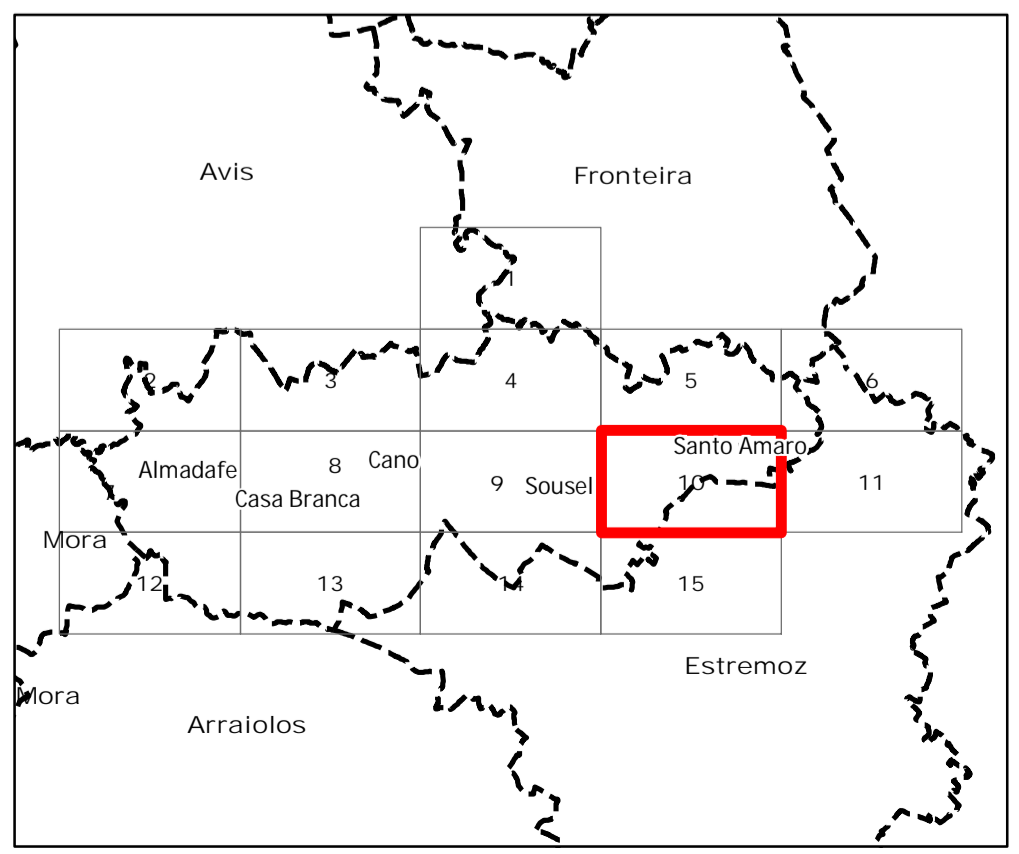 Avis
Fronteira
1
2
3
4
5
6
Santo Amaro
Almadafe
8
Cano
9
Sousel
10
11
Casa Branca
Mora
12
13
14
15
Estremoz
Mora
Arraiolos